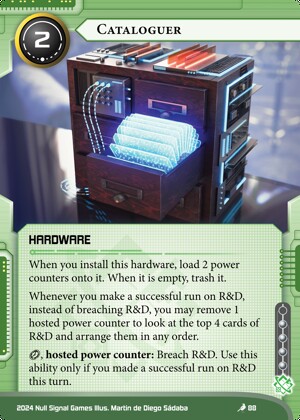 2
Cataloguer
HARDWARE
When you install this hardware, load 2 power
counters onto it. When it is empty, trash it.
Whenever you make a successful run on R&D,
instead of breaching R&D, you may remove 1
hosted power counter to look at the top 4 cards of
R&D and arrange them in any order.
, hosted power counter: Breach R&D. Use this
ability only if you made a successful run on R&D
this turn.
2024 Null Signal Games Illus. Martin de Diego Sádaba
88